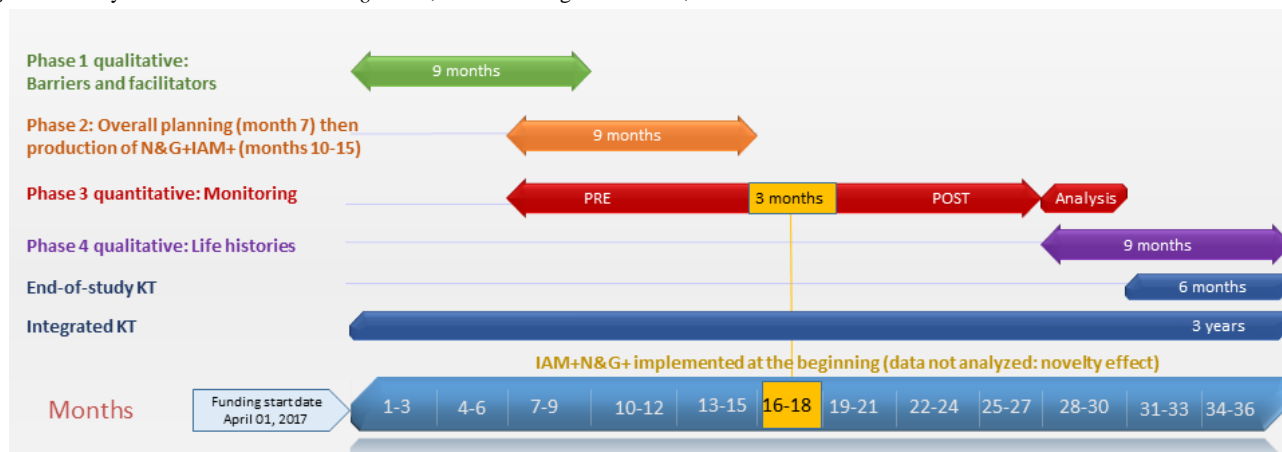 Phase 1 qualitative:
Barriers and facilitators
9 months
Phase 2: Overall planning (month 7) then
production of N&G+IAM+ (months 10-15)
9 months
Phase 3 quantitative: Monitoring
PRE
3 months
POST
Analysis
Phase 4 qualitative: Life histories
9 months
End-of-study KT
6 months
Integrated KT
3 years
IAM+N&G+ implemented at the beginning (data not analyzed: novelty effect)
Months
Funding start date
April 01, 2017
1-3
4-6
7-9
10-12
13-15
16-18
19-21
22-24
25-27
28-30
31-33
34-36